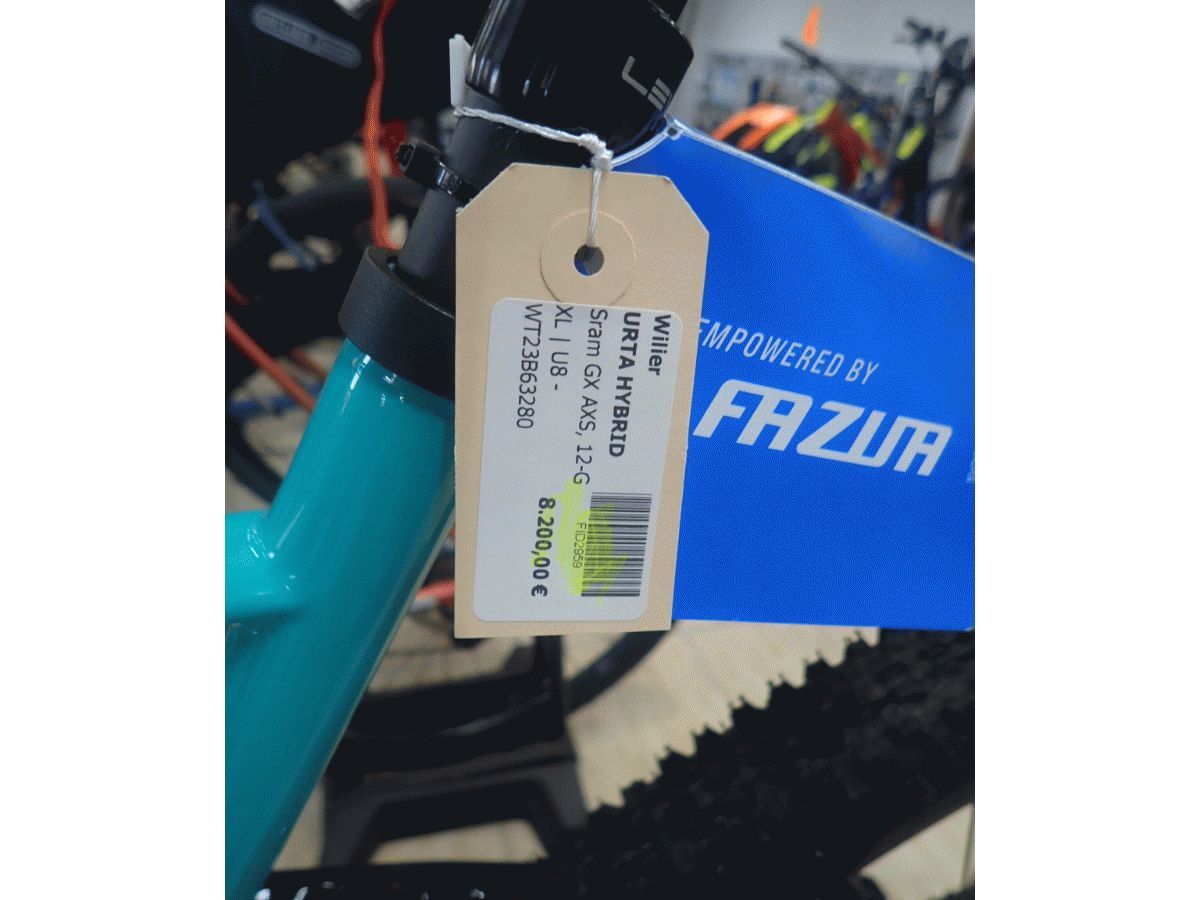 Wilier
URTA HYBRID
Sram GX AXS, 12-G
XL | U8 -
WT23B63280
FID2959
8.200,00 €
EMPOWERED BY
FAZUA